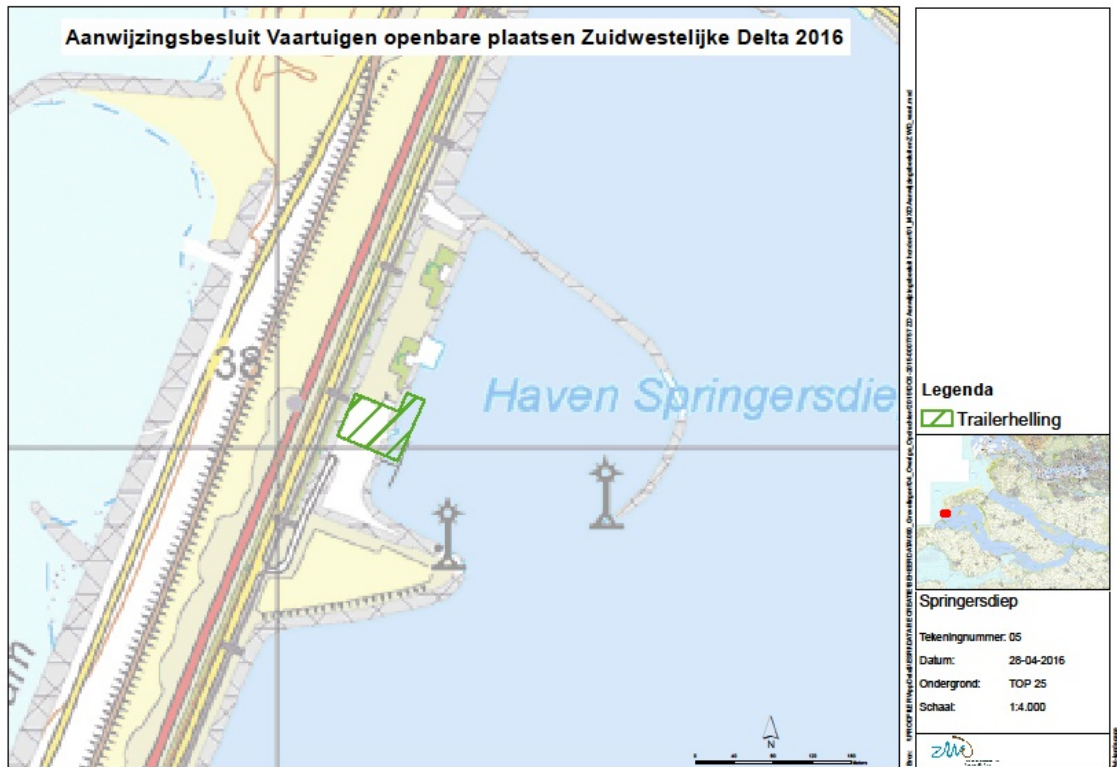 Aanwijzingsbesluit Vaartuigen openbare plaatsen Zuidwestelijke Delta 2016
38
Haven Springersdie
Legenda
Trailerhelling
Springersdiep
Tekeningnummer: 05
Datum: 28-04-2016
Ondergrond: TOP 25
Schaal: 1:4.000
N